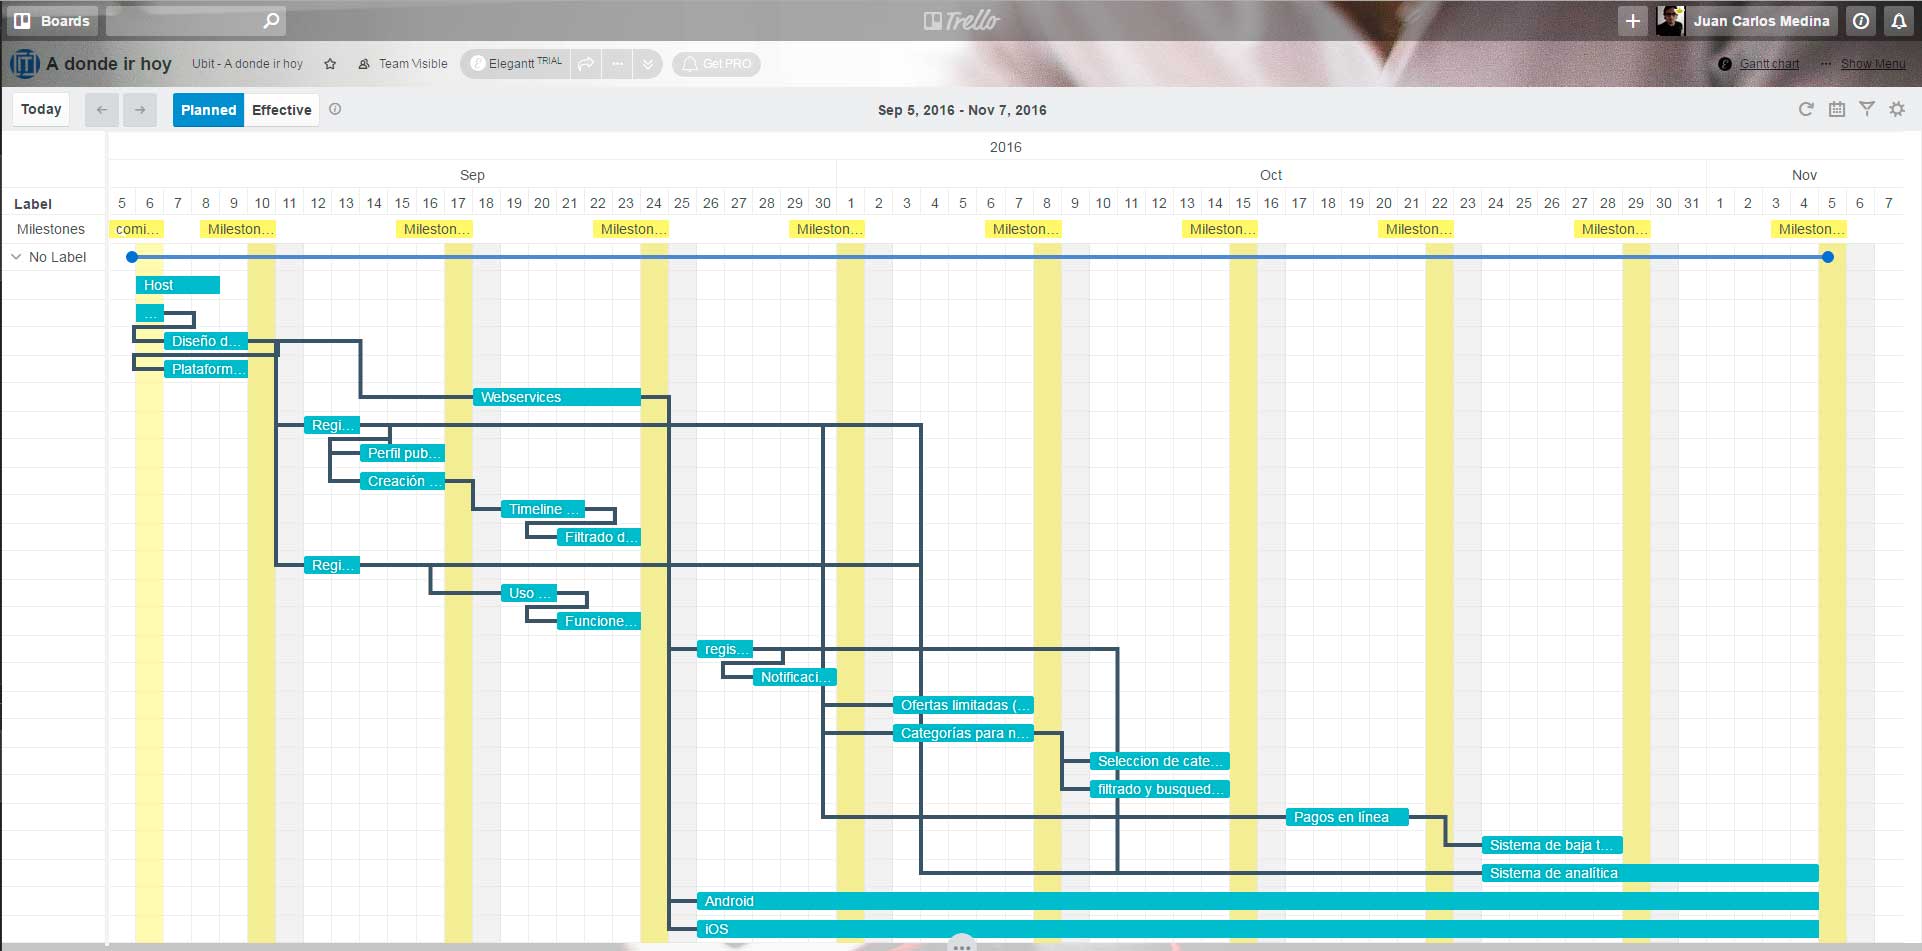 Boards
Trello
Juan Carlos Medina
A donde ir hoy
Ubit - A donde ir hoy
Team Visible
Elegantt TRIAL
Get PRO
Gantt chart
Show Menu
Today
Planned
Effective
Sep 5, 2016 - Nov 7, 2016
2016
Sep Oct Nov
Label 5 6 7 8 9 10 11 12 13 14 15 16 17 18 19 20 21 22 23 24 25 26 27 28 29 30 1 2 3 4 5 6 7 8 9 10 11 12 13 14 15 16 17 18 19 20 21 22 23 24 25 26 27 28 29 30 31 1 2 3 4 5 6 7
Milestones comi... Mileston... Mileston... Mileston... Mileston... Mileston... Mileston... Mileston... Mileston... Mileston...
No Label
Host
...
Diseño d...
Plataform...
Webservices
Regi...
Perfil pub...
Creación ...
Timeline ...
Filtrado d...
Regi...
Uso ...
Funcione...
regis...
Notificaci...
Ofertas limitadas (...
Categorías para n...
Seleccion de cate...
filtrado y busqued...
Pagos en línea
Sistema de baja t...
Sistema de analítica
Android
iOS